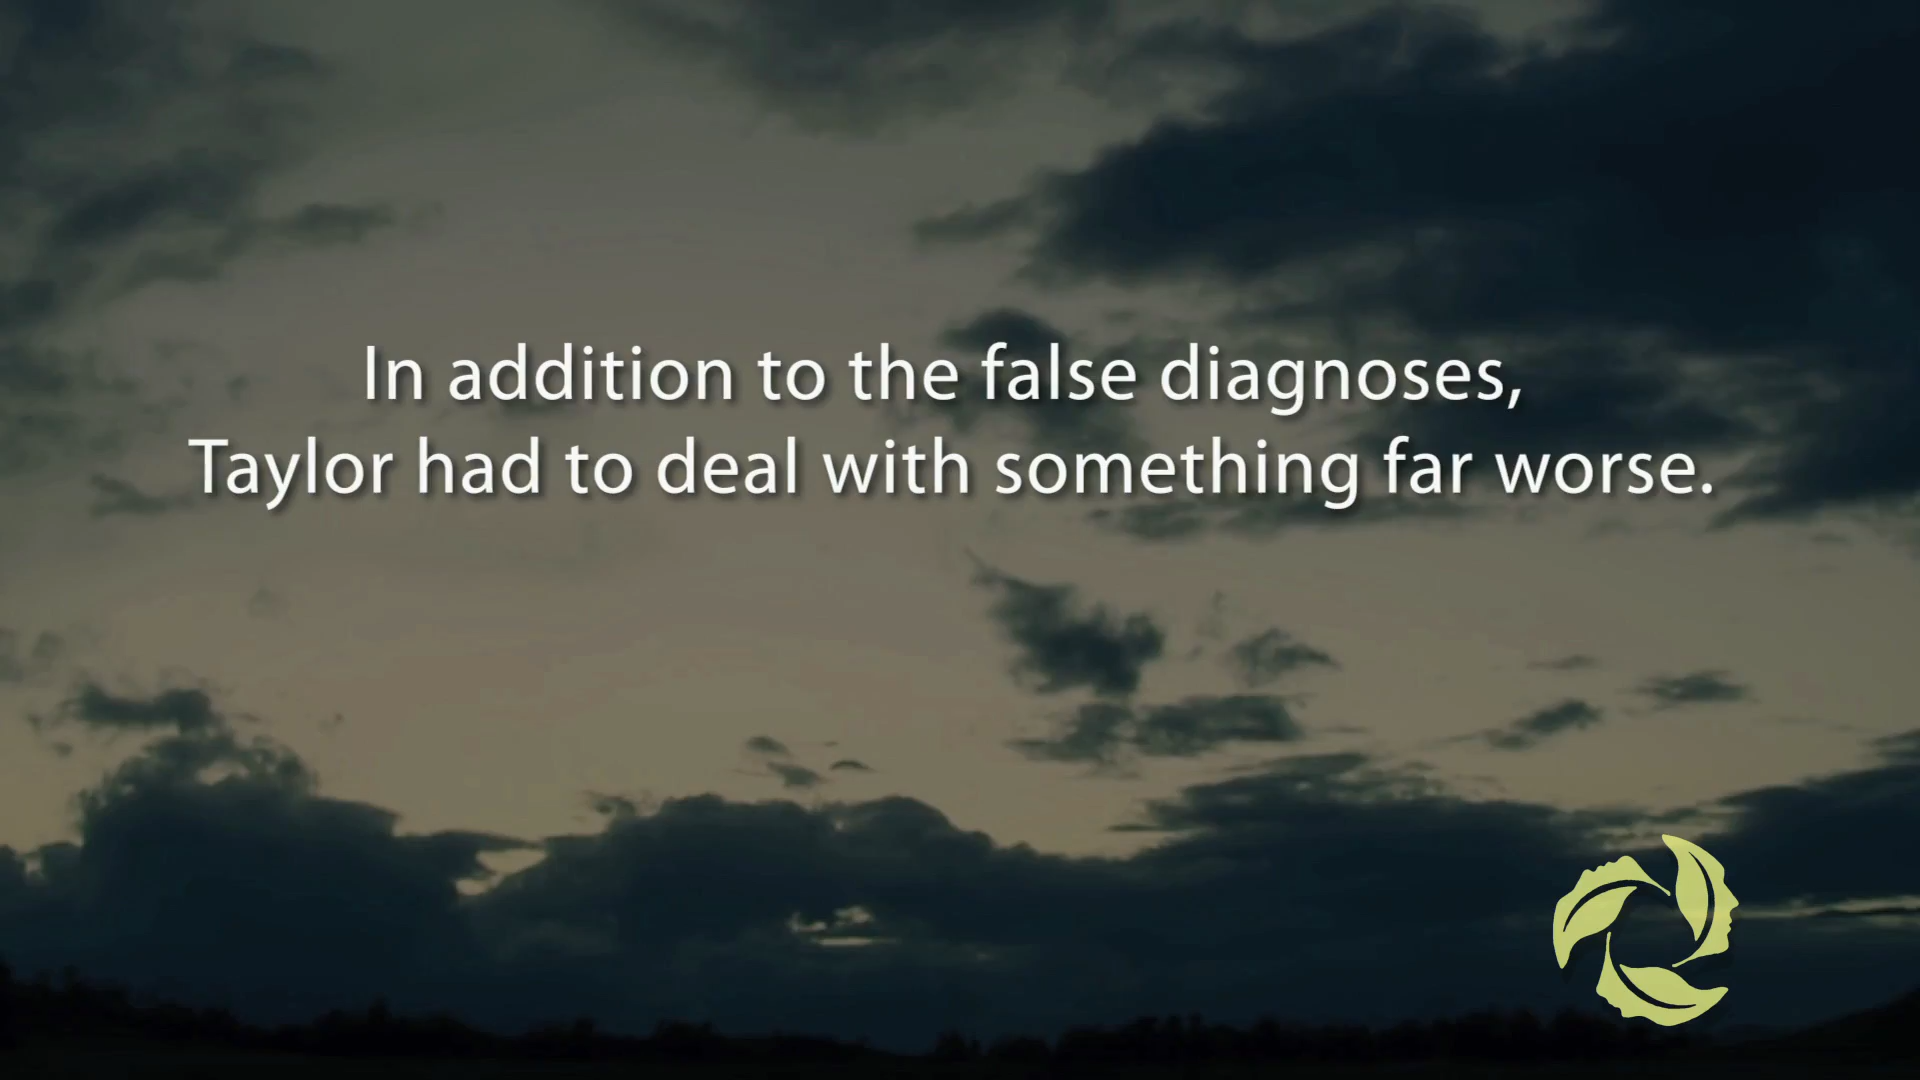 In addition to the false diagnoses,
Taylor had to deal with something far worse.